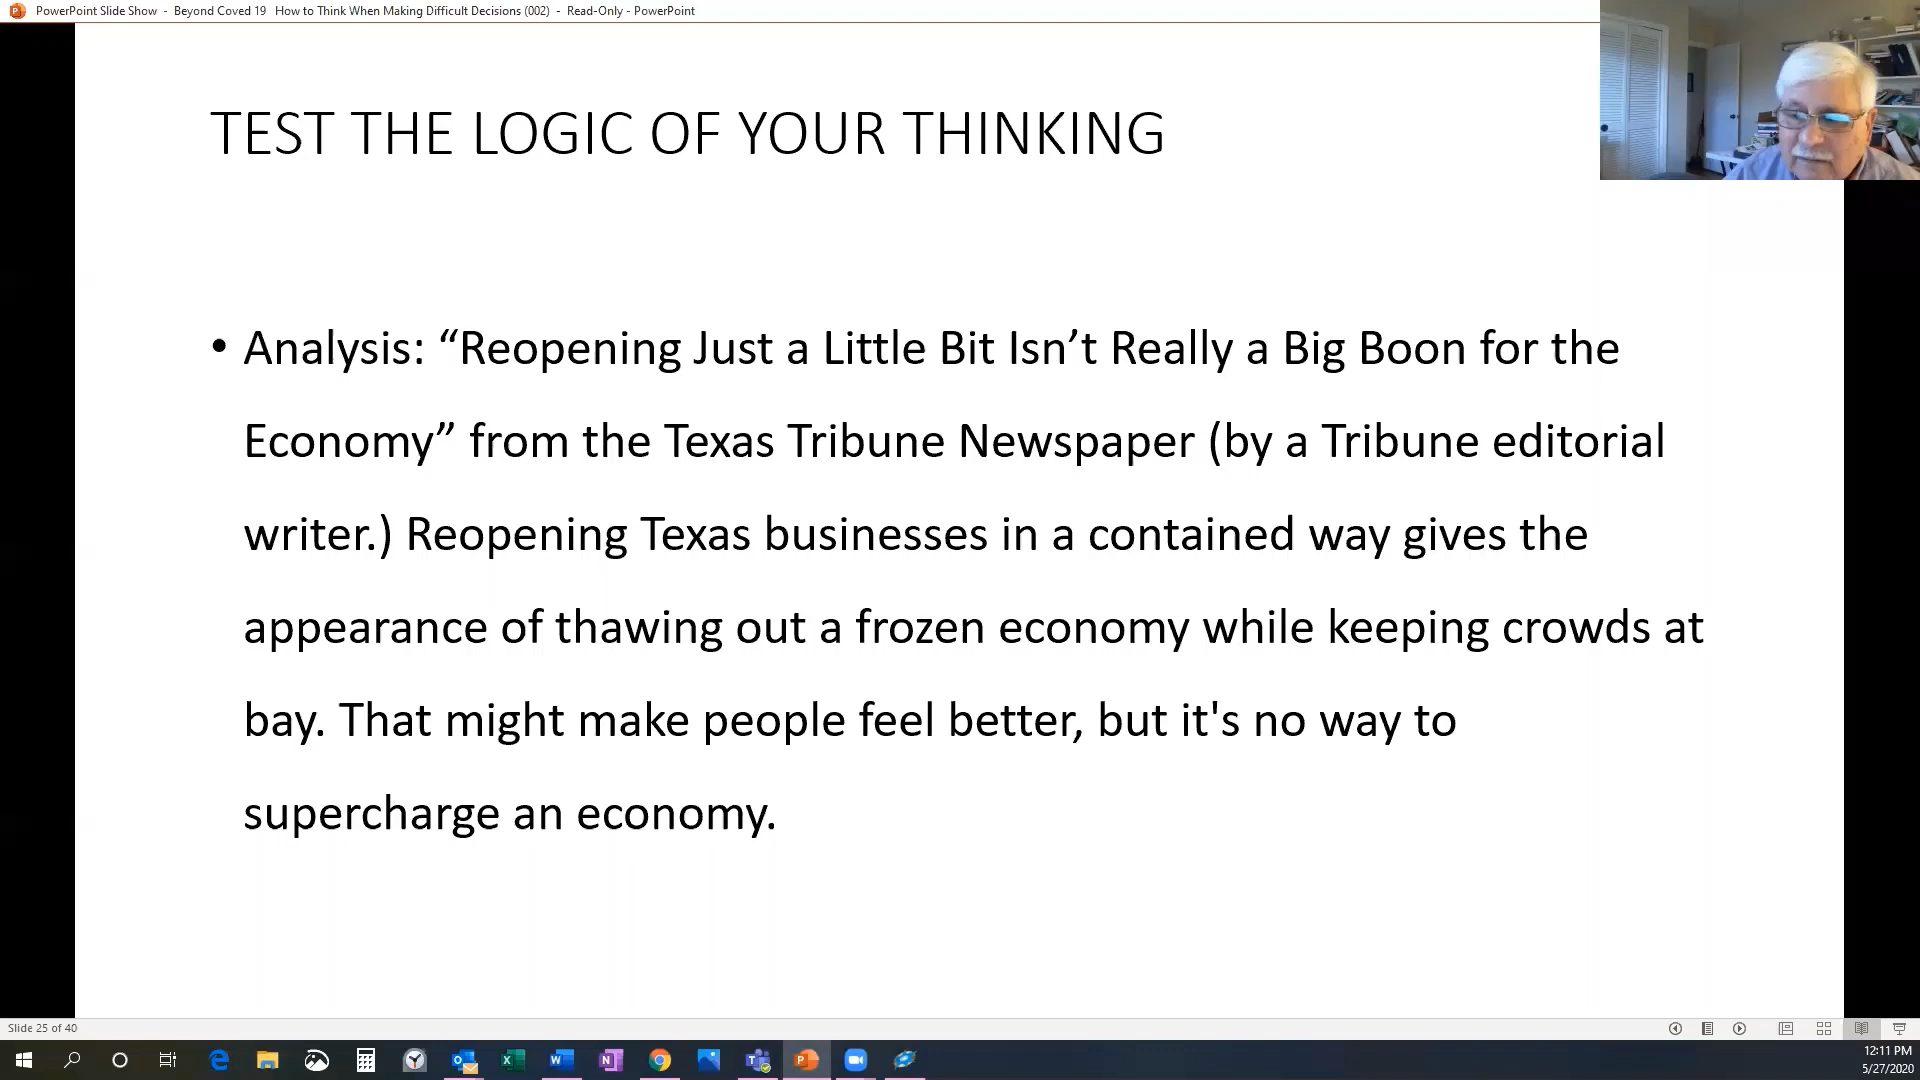 PowerPoint Slide Show - Beyond Coved 19 How to Think When Making Difficult Decisions (002) - Read-Only - PowerPoint
TEST THE LOGIC OF YOUR THINKING
• Analysis: “Reopening Just a Little Bit Isn’t Really a Big Boon for the
Economy” from the Texas Tribune Newspaper (by a Tribune editorial
writer.) Reopening Texas businesses in a contained way gives the
appearance of thawing out a frozen economy while keeping crowds at
bay. That might make people feel better, but it's no way to
supercharge an economy.
Slide 25 of 40
12:11 PM
5/27/2020